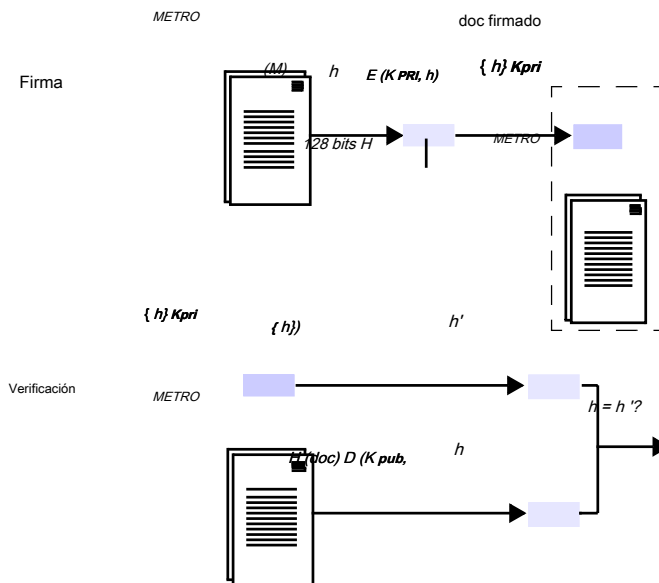 METRO
doc firmado
Firma
(M) h E (K PRI, h) { h} Kpri
128 bits H
METRO
{ h} Kpri
{ h})
h'
Verificación
METRO
h = h '?
H (doc) D (K pub,
h